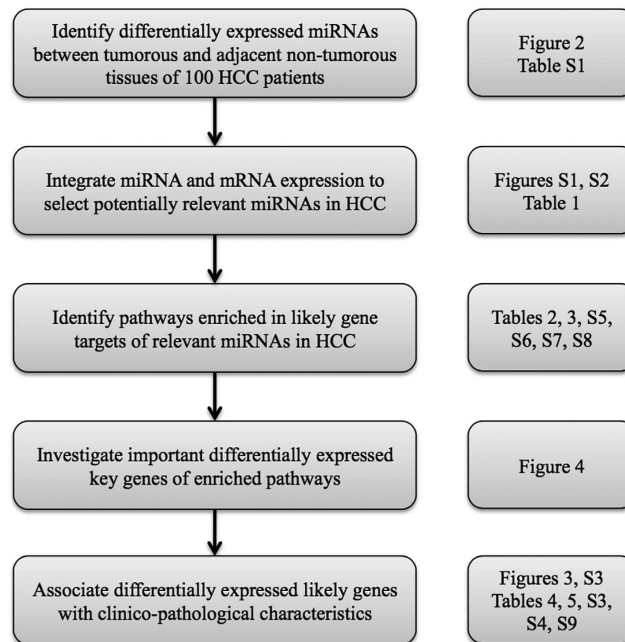 Identify differentially expressed miRNAs
between tumorous and adjacent non-tumorous
tissues of 100 HCC patients
Figure 2
Table S1
Integrate miRNA and mRNA expression to
select potentially relevant miRNAs in HCC
Figures S1, S2
Table 1
Identify pathways enriched in likely gene
targets of relevant miRNAs in HCC
Tables 2, 3, S5,
S6, S7, S8
Investigate important differentially expressed
key genes of enriched pathways
Figure 4
Associate differentially expressed likely genes
with clinico-pathological characteristics
Figures 3, S3
Tables 4, 5, S3,
S4, S9